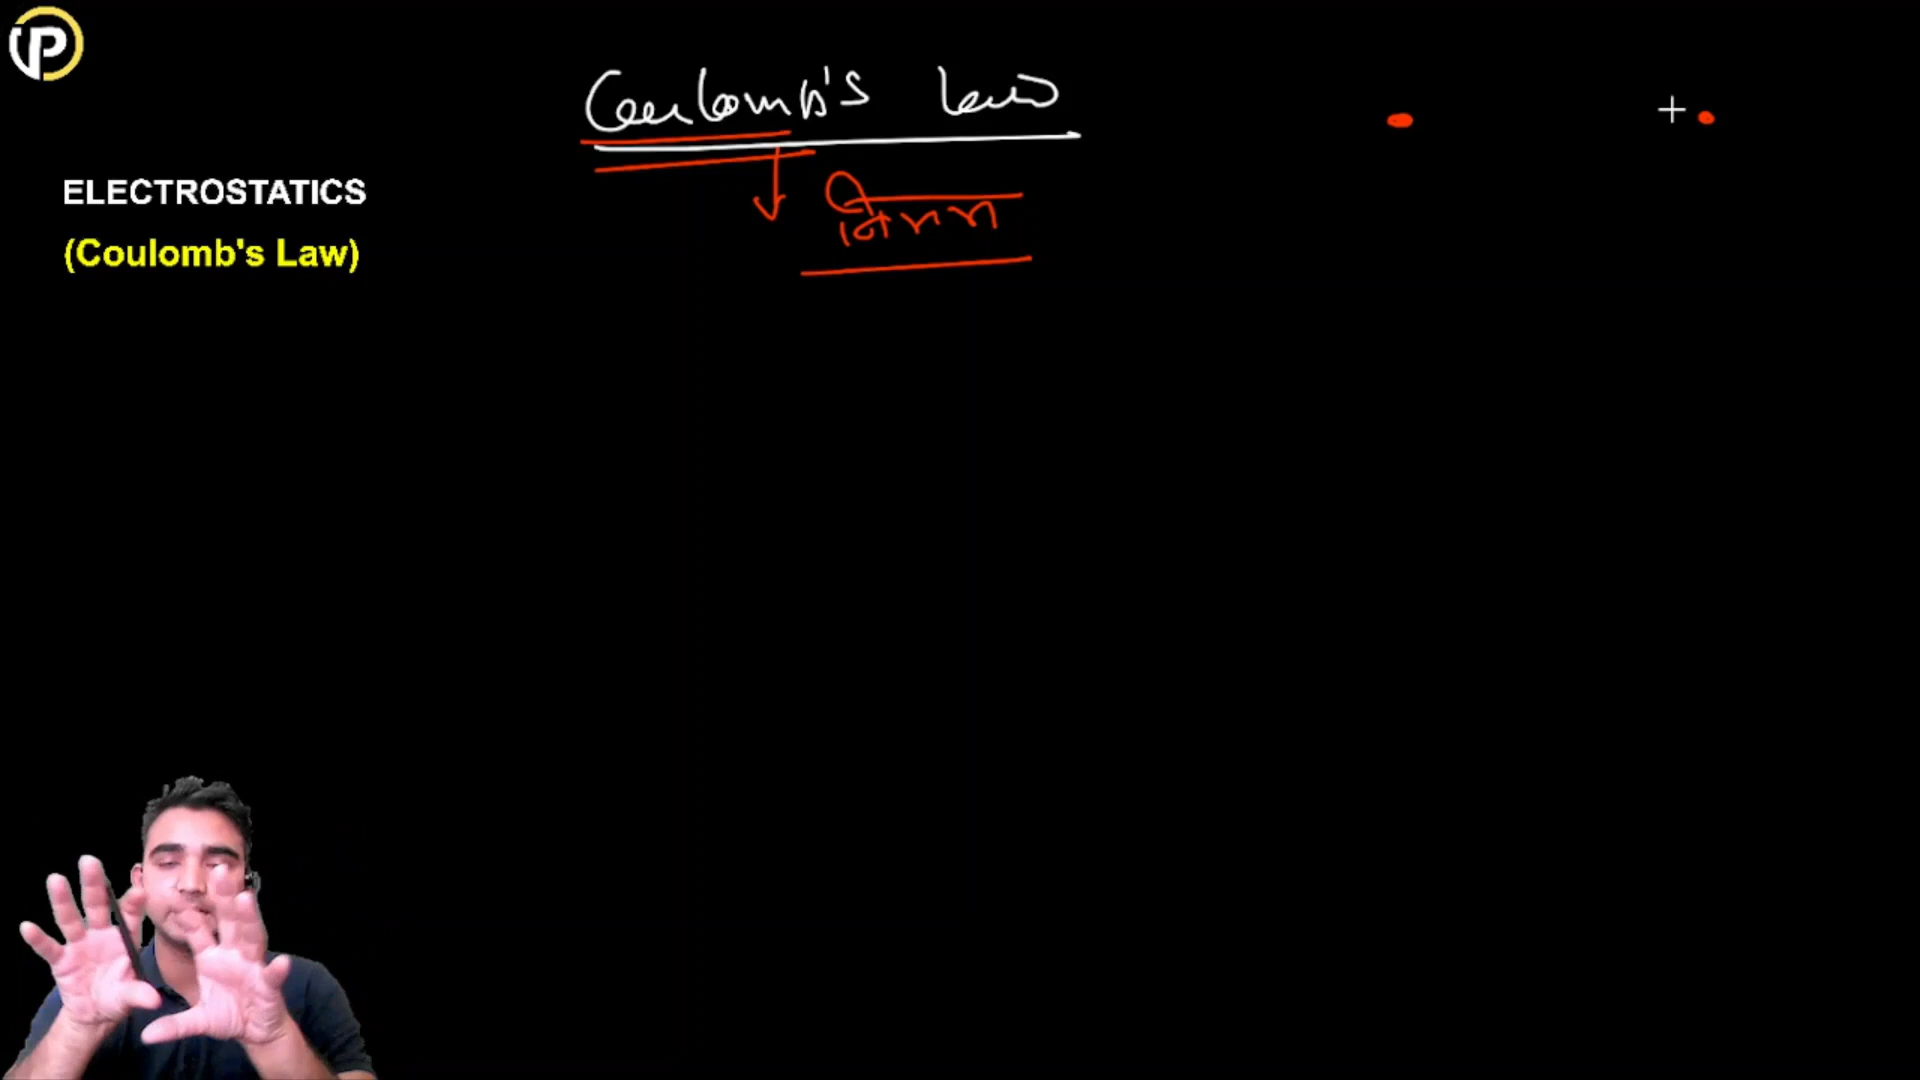 Coulomb's law
नियम
ELECTROSTATICS
(Coulomb's Law)